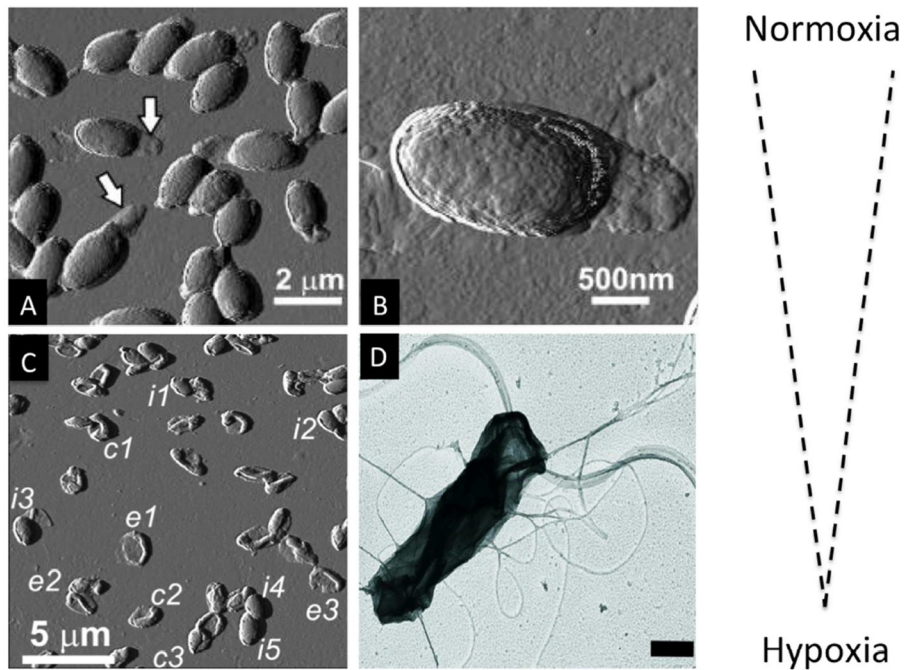 Normoxia
2 μm
A
500nm
B
C
D
i1
i2
c1
i3
e1
e2
c2
i4
e3
5 μm
c3
i5
Hypoxia